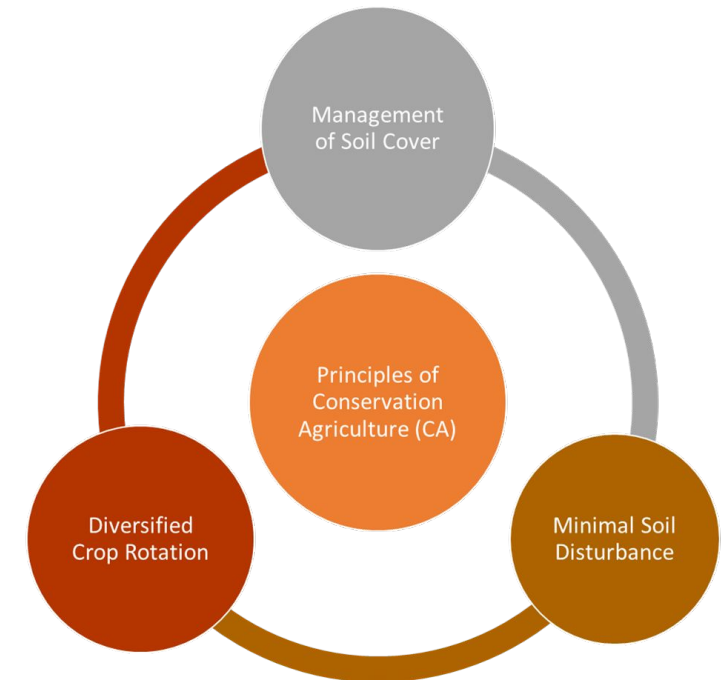 Management
of Soil Cover
Principles of
Conservation
Agriculture (CA)
Diversified
Crop Rotation
Minimal Soil
Disturbance